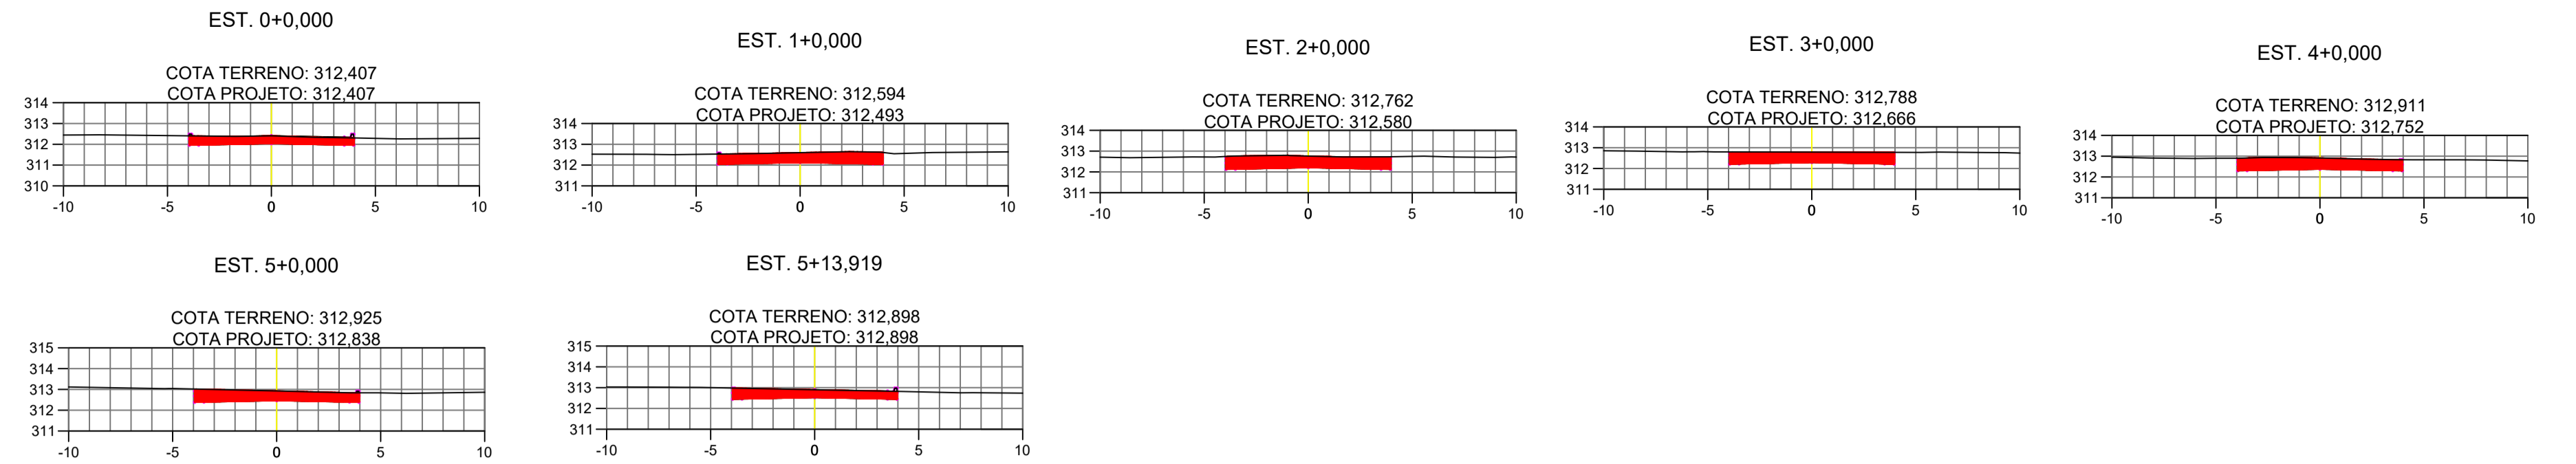 EST. 0+0,000
COTA TERRENO: 312,407
COTA PROJETO: 312,407
314
313
312
311
310
-10 -5 0 5 10
EST. 1+0,000
COTA TERRENO: 312,594
COTA PROJETO: 312,493
314
313
312
311
-10 -5 0 5 10
EST. 2+0,000
COTA TERRENO: 312,762
COTA PROJETO: 312,580
314
313
312
311
-10 -5 0 5 10
EST. 3+0,000
COTA TERRENO: 312,788
COTA PROJETO: 312,666
314
313
312
311
-10 -5 0 5 10
EST. 4+0,000
COTA TERRENO: 312,911
COTA PROJETO: 312,752
314
313
312
311
-10 -5 0 5 10
EST. 5+0,000
COTA TERRENO: 312,925
COTA PROJETO: 312,838
315
314
313
312
311
-10 -5 0 5 10
EST. 5+13,919
COTA TERRENO: 312,898
COTA PROJETO: 312,898
315
314
313
312
311
-10 -5 0 5 10